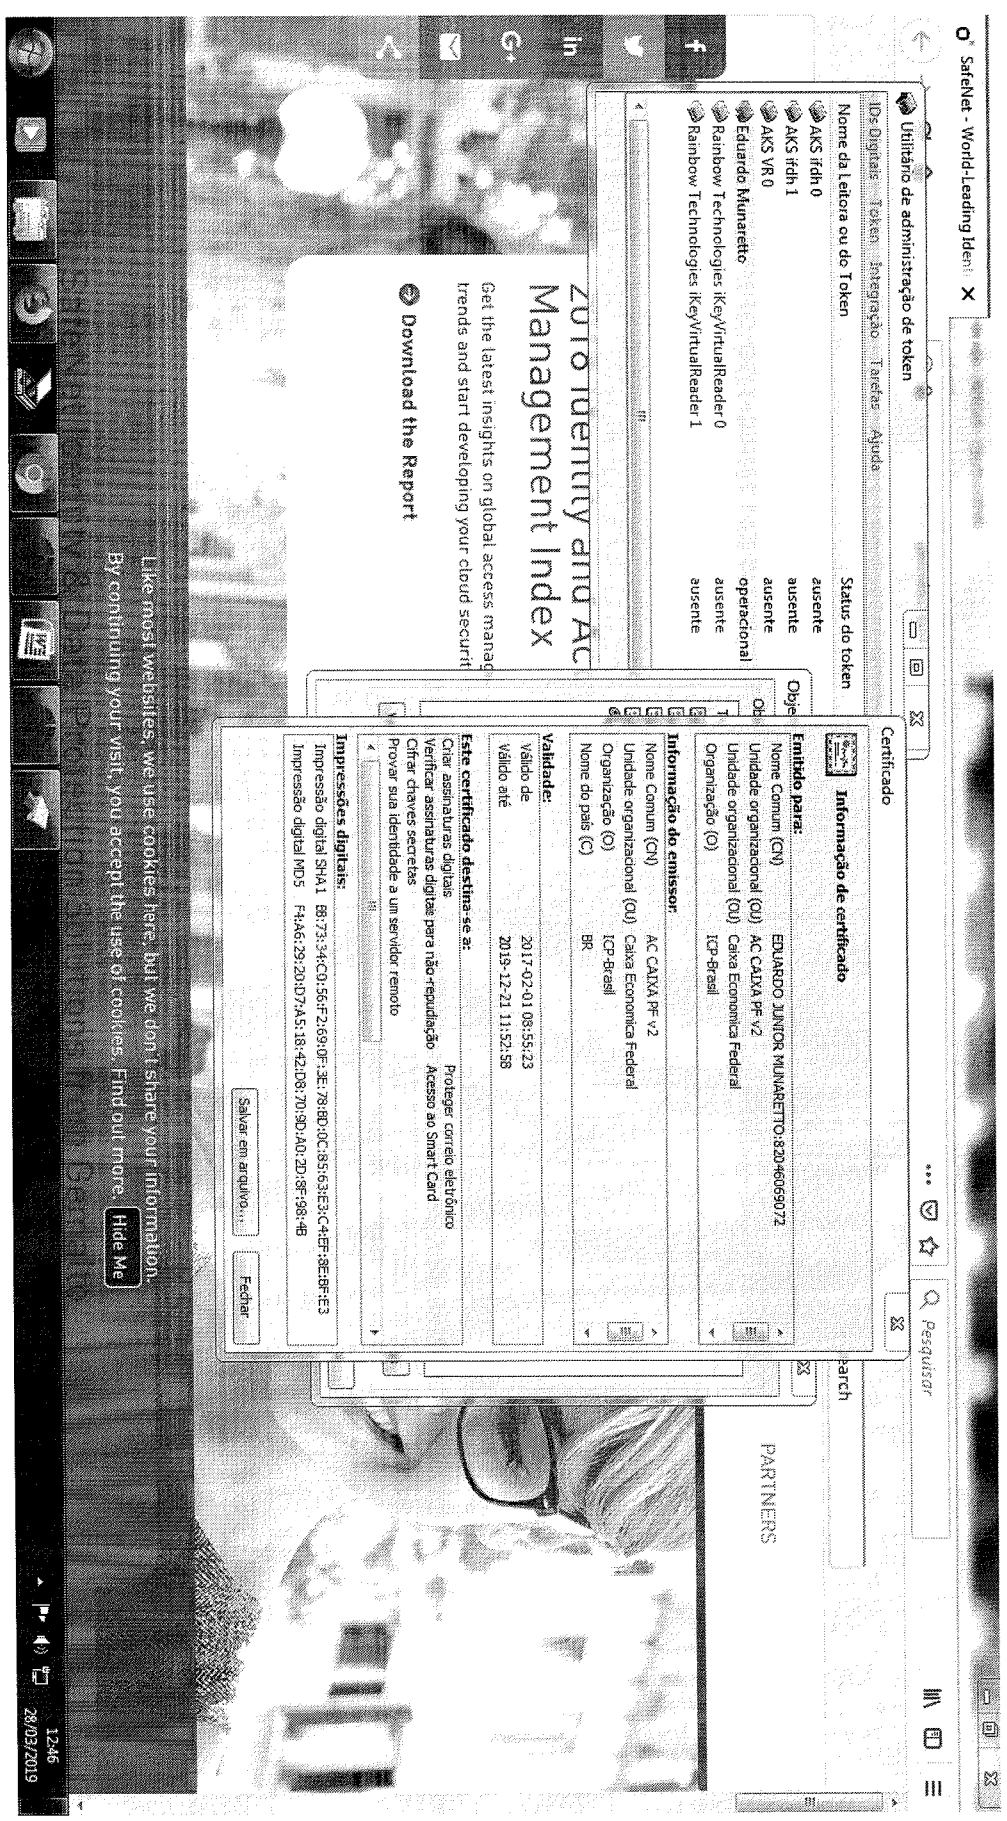 SafeNet - World-Leading Ident
Pesquisar
earch
PARTNERS
Utilitário de administração de token
IDs Digitais Token Integração Tarefas Ajuda
Nome da Leitora ou do Token Status do token
AKS ifdh 0 ausente
AKS ifdh 1 ausente
AKS VR 0 ausente
Eduardo Munaretto operacional
Rainbow Technologies iKeyVirtualReader 0 ausente
Rainbow Technologies iKeyVirtualReader 1 ausente
Obje
Ob
Certificado
Informação de certificado
Emitido para:
Nome Comum (CN) EDUARDO JUNIOR MUNARETTO:82046069072
Unidade organizacional (OU) AC CAIXA PF v2
Unidade organizacional (OU) Caixa Economica Federal
Organização (O) ICP-Brasil
Informação do emissor:
Nome Comum (CN) AC CAIXA PF v2
Unidade organizacional (OU) Caixa Economica Federal
Organização (O) ICP-Brasil
Nome do país (C) BR
Validade:
Válido de 2017-02-01 08:55:23
Válido até 2019-12-21 11:52:58
Este certificado destina-se a:
Criar assinaturas digitais Proteger correio eletrônico
Verificar assinaturas digitais para não-repudiação Acesso ao Smart Card
Cifrar chaves secretas
Provar sua identidade a um servidor remoto
Impressões digitais:
Impressão digital SHA1 BB:73:34:C0:56:F2:69:0F:3E:78:BD:0C:85:63:E3:C4:EF:8E:BF:E3
Impressão digital MD5 F4:A6:29:20:D7:A5:18:42:D8:70:9D:A0:2D:8F:98:4B
Salvar em arquivo... Fechar
2018 Identity and Ac
Management Index
Get the latest insights on global access manag
trends and start developing your cloud securit
Download the Report
Like most websites, we use cookies here, but we don't share your information.
By continuing your visit, you accept the use of cookies. Find out more. Hide Me
12:46
28/03/2019